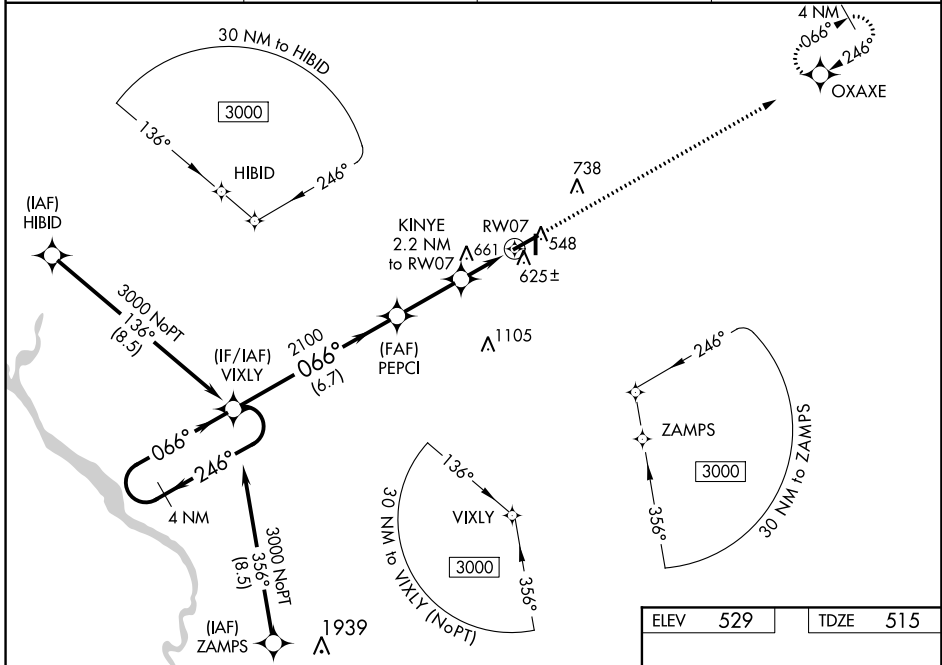 30 NM to HIBID
3000
136°
HIBID
246°
4 NM
066°
246°
OXAXE
738
(IAF)
HIBID
KINYE
2.2 NM
to RW07
661
RW07
548
625±
3000 NoPT
136°
(8.5)
(IF/IAF)
VIXLY
2100
066°
(6.7)
(FAF)
PEPCI
1105
246°
ZAMPS
3000
356°
30 NM to ZAMPS
066°
246°
4 NM
136°
VIXLY
3000
356°
30 NM to VIXLY (NoPT)
3000 NoPT
356°
(8.5)
(IAF)
ZAMPS
1939
ELEV 529
TDZE 515